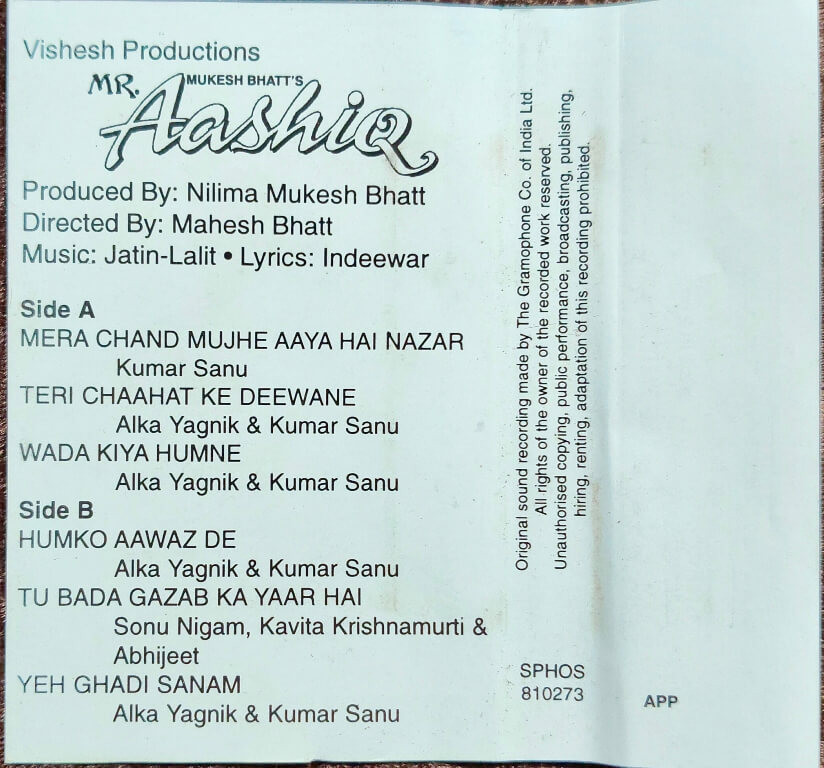 Vishesh Productions
MUKESH BHATT'S
MR. Aashiq
Produced By: Nilima Mukesh Bhatt
Directed By: Mahesh Bhatt
Music: Jatin-Lalit • Lyrics: Indeewar
Side A
MERA CHAND MUJHE AAYA HAI NAZAR
Kumar Sanu
TERI CHAAHAT KE DEEWANE
Alka Yagnik & Kumar Sanu
WADA KIYA HUMNE
Alka Yagnik & Kumar Sanu
Side B
HUMKO AAWAZ DE
Alka Yagnik & Kumar Sanu
TU BADA GAZAB KA YAAR HAI
Sonu Nigam, Kavita Krishnamurti &
Abhijeet
YEH GHADI SANAM
Alka Yagnik & Kumar Sanu
Original sound recording made by The Gramophone Co. of India Ltd.
All rights of the owner of the recorded work reserved.
Unauthorised copying, public performance, broadcasting, publishing,
hiring, renting, adaptation of this recording prohibited.
SPHOS
810273
APP